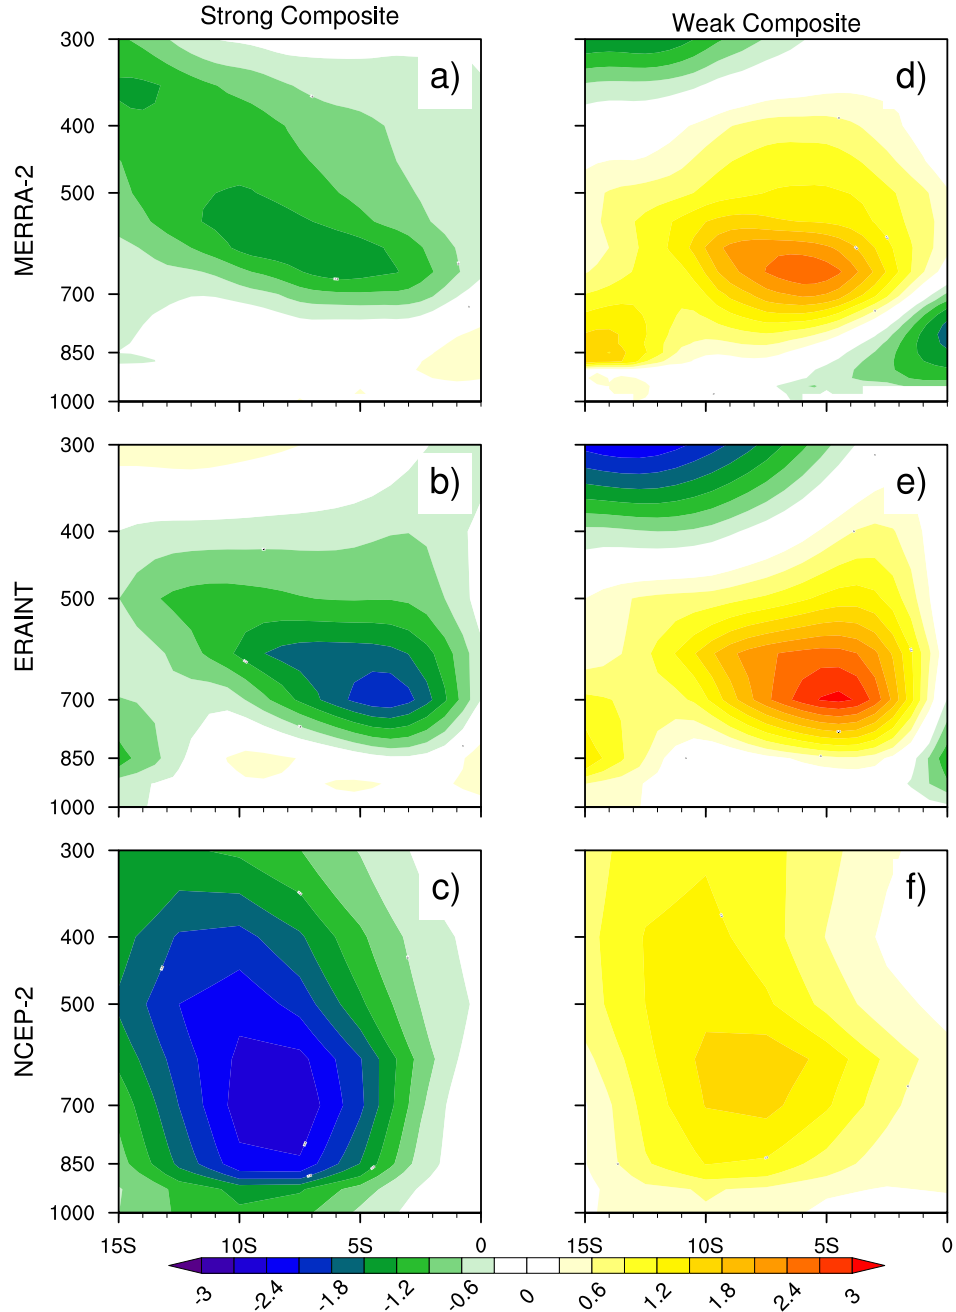 Strong Composite
Weak Composite
MERRA-2
300
400
500
700
850
1000
a)
d)
ERAINT
300
400
500
700
850
1000
b)
e)
NCEP-2
300
400
500
700
850
1000
c)
f)
15S 10S 5S 0
15S 10S 5S 0
-3 -2.4 -1.8 -1.2 -0.6 0 0.6 1.2 1.8 2.4 3